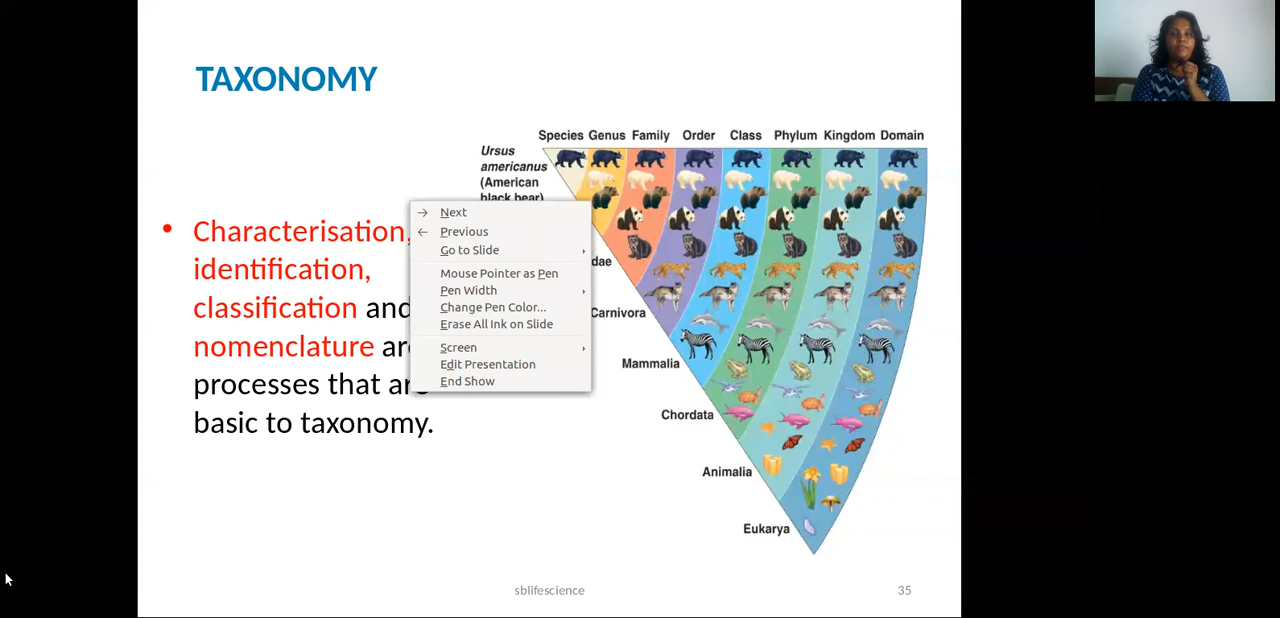 TAXONOMY
Species Genus Family Order Class Phylum Kingdom Domain
Ursus
americanus
(American
black bear)
• Characterisation,
identification,
classification and
nomenclature are
processes that are
basic to taxonomy.
Next
Previous
Go to Slide
Mouse Pointer as Pen
Pen Width
Change Pen Color...
Erase All Ink on Slide
Screen
Edit Presentation
End Show
dae
Carnivora
Mammalia
Chordata
Animalia
Eukarya
sblifescience
35